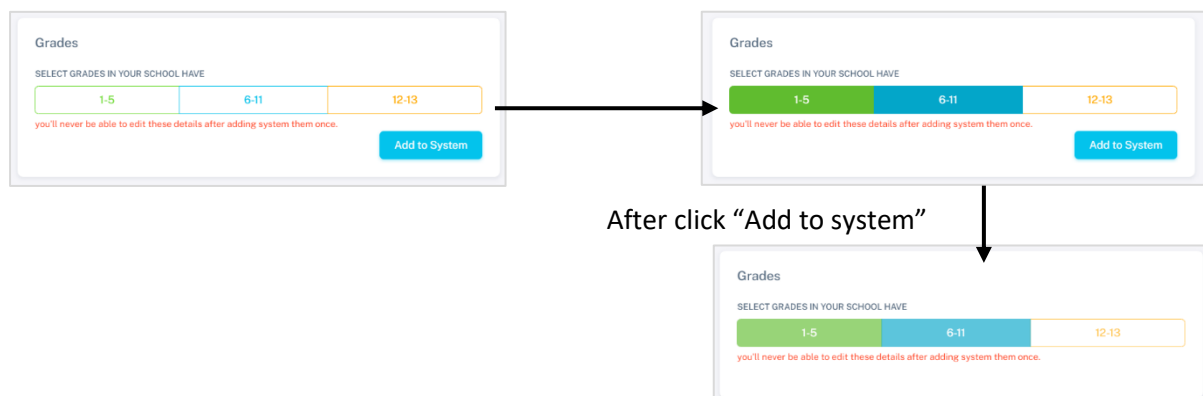 Grades
SELECT GRADES IN YOUR SCHOOL HAVE
1-5 6-11 12-13
you'll never be able to edit these details after adding system them once.
Add to System
Grades
SELECT GRADES IN YOUR SCHOOL HAVE
1-5 6-11 12-13
you'll never be able to edit these details after adding system them once.
Add to System
After click “Add to system”
Grades
SELECT GRADES IN YOUR SCHOOL HAVE
1-5 6-11 12-13
you'll never be able to edit these details after adding system them once.